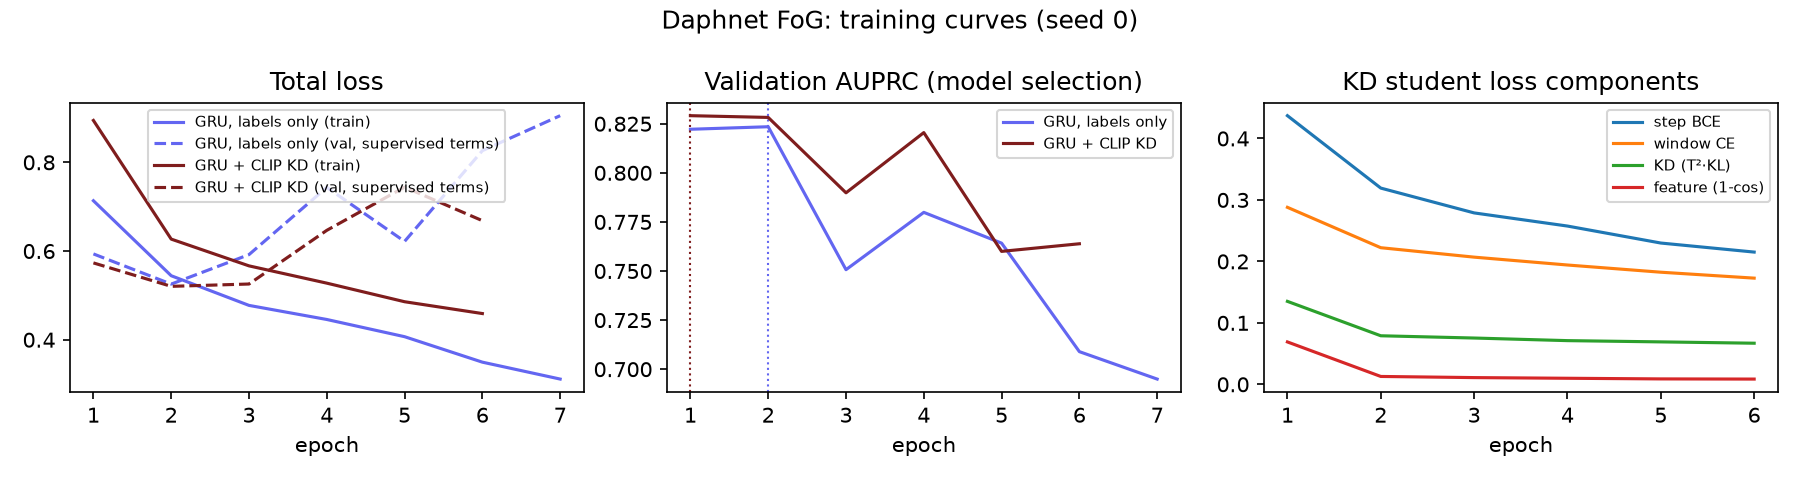 Daphnet FoG: training curves (seed 0)
Total loss
GRU, labels only (train)
GRU, labels only (val, supervised terms)
GRU + CLIP KD (train)
GRU + CLIP KD (val, supervised terms)
0.8
0.6
0.4
1 2 3 4 5 6 7
epoch
Validation AUPRC (model selection)
GRU, labels only
GRU + CLIP KD
0.825
0.800
0.775
0.750
0.725
0.700
1 2 3 4 5 6 7
epoch
KD student loss components
step BCE
window CE
KD (T²·KL)
feature (1-cos)
0.4
0.3
0.2
0.1
0.0
1 2 3 4 5 6
epoch